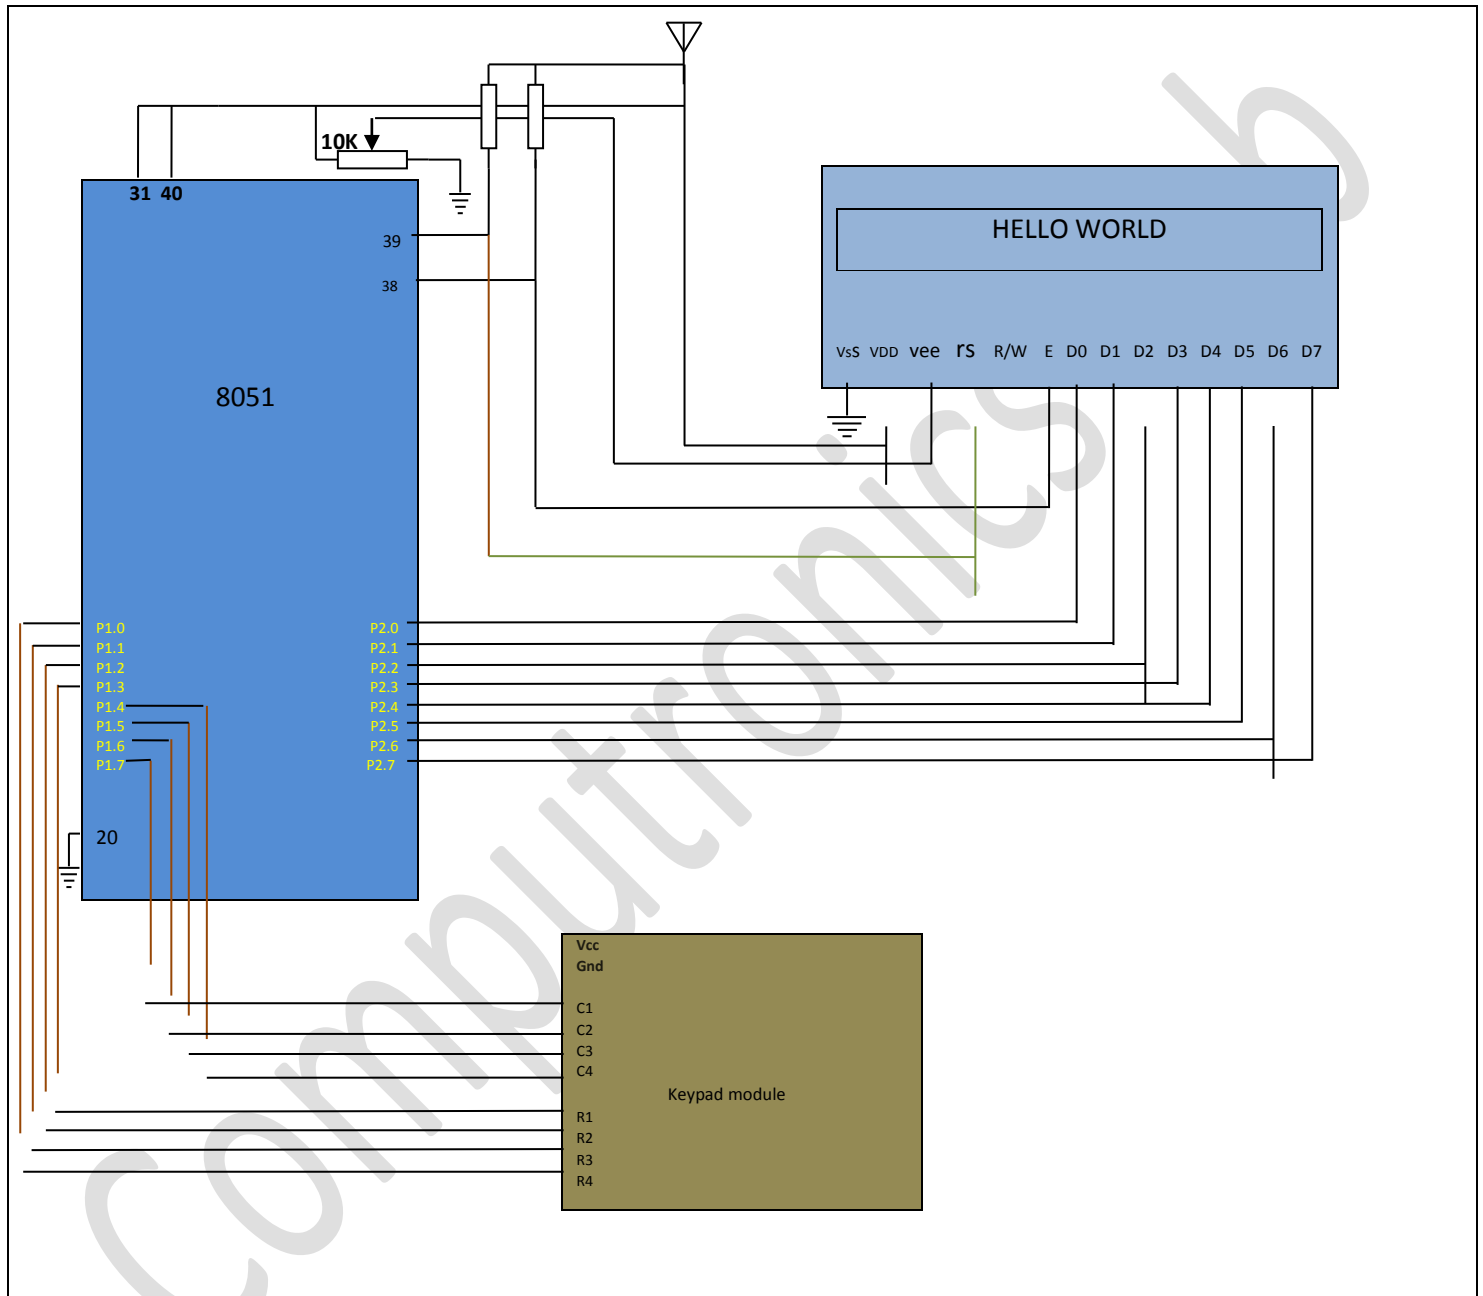 10K
31 40
39
38
8051
HELLO WORLD
Vss VDD vee rs R/W E D0 D1 D2 D3 D4 D5 D6 D7
P1.0 P2.0
P1.1 P2.1
P1.2 P2.2
P1.3 P2.3
P1.4 P2.4
P1.5 P2.5
P1.6 P2.6
P1.7 P2.7
20
Vcc
Gnd
C1
C2
C3
C4
Keypad module
R1
R2
R3
R4
Computronics